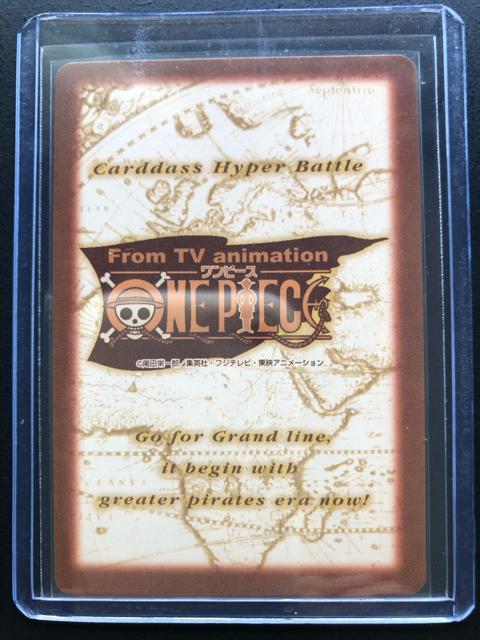 Septentrio
Carddass Hyper Battle
From TV animation
ワンピース
ONE PIECE
©尾田栄一郎／集英社・フジテレビ・東映アニメーション
Go for Grand line,
it begin with
greater pirates era now!